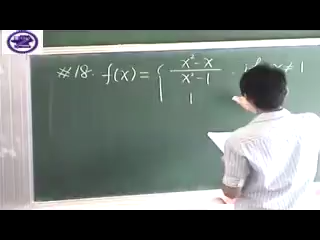 #18. f(x) = { (x²-x)/(x²-1) , if x≠1
1